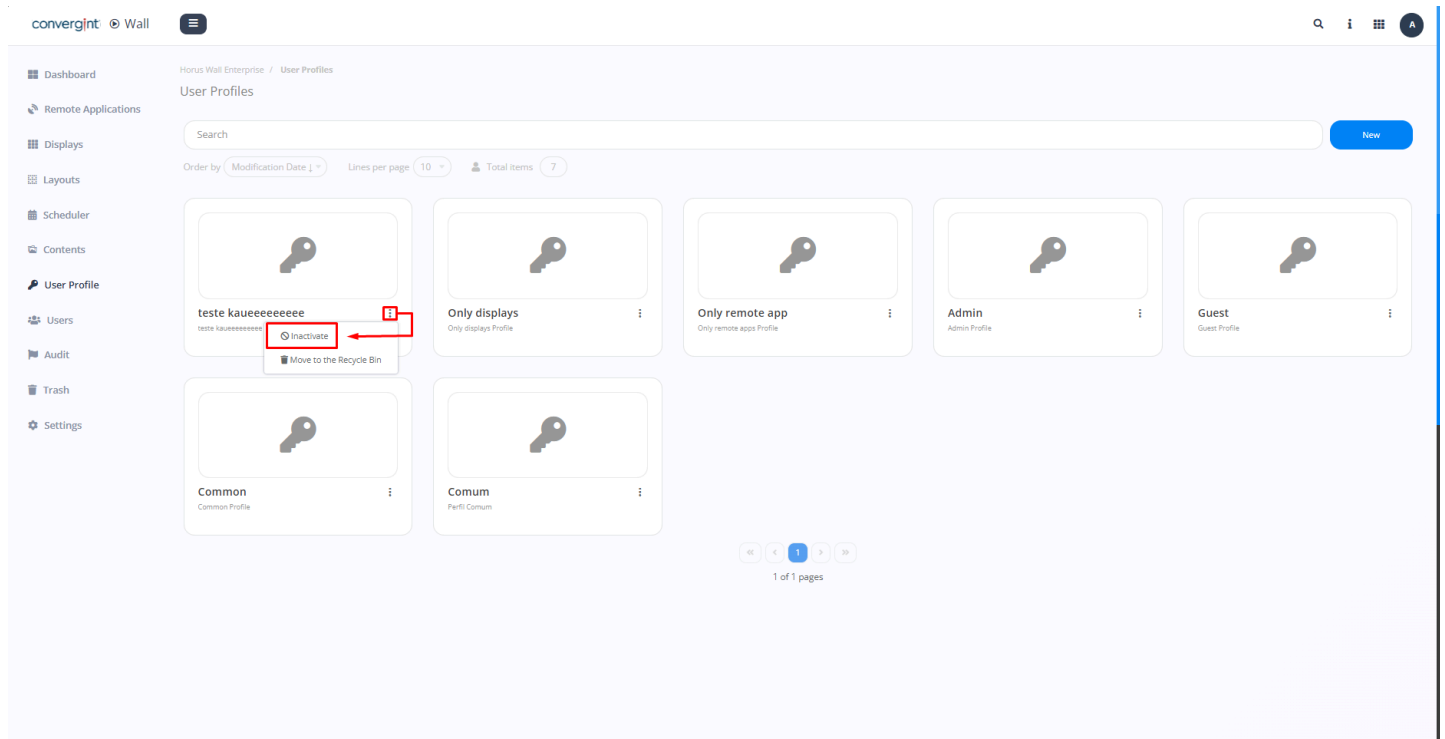 convergint Wall
A
Dashboard
Remote Applications
Displays
Layouts
Scheduler
Contents
User Profile
Users
Audit
Trash
Settings
Horus Wall Enterprise / User Profiles
User Profiles
Search
New
Order by Modification Date ↓ Lines per page 10 Total items 7
teste kaueeeeeeeee
teste kaueeeeeeeee
Inactivate
Move to the Recycle Bin
Only displays
Only displays Profile
Only remote app
Only remote apps Profile
Admin
Admin Profile
Guest
Guest Profile
Common
Common Profile
Comum
Perfil Comum
« ‹ 1 › »
1 of 1 pages